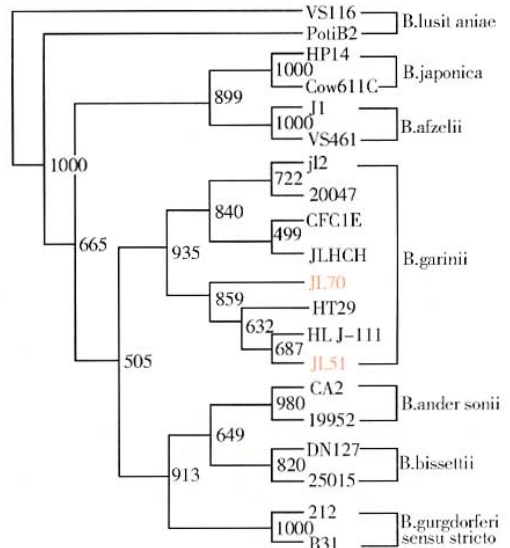 VS116
B.lusit aniae
PotiB2
HP14
1000
B.japonica
Cow611C
899
J1
1000
B.afzelii
VS461
1000
jl2
722
20047
840
CFC1E
665
499
935
JLHCH
B.garinii
JL70
859
HT29
632
HL J-111
687
505
JL51
CA2
980
B.ander sonii
19952
649
DN127
820
B.bissettii
913
25015
212
1000
B.gurgdorferi
sensu stricto
B31